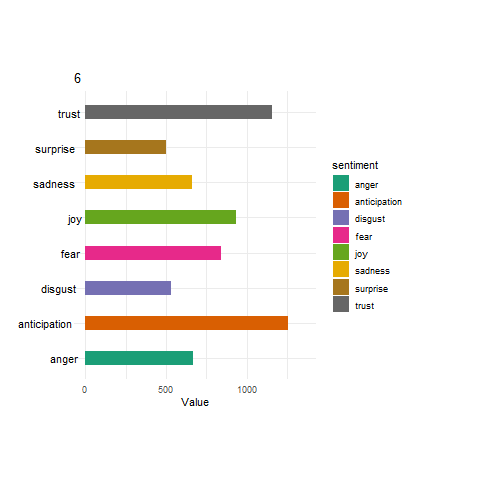 6
trust
surprise
sadness
joy
fear
disgust
anticipation
anger
0 500 1000
Value
sentiment
anger
anticipation
disgust
fear
joy
sadness
surprise
trust